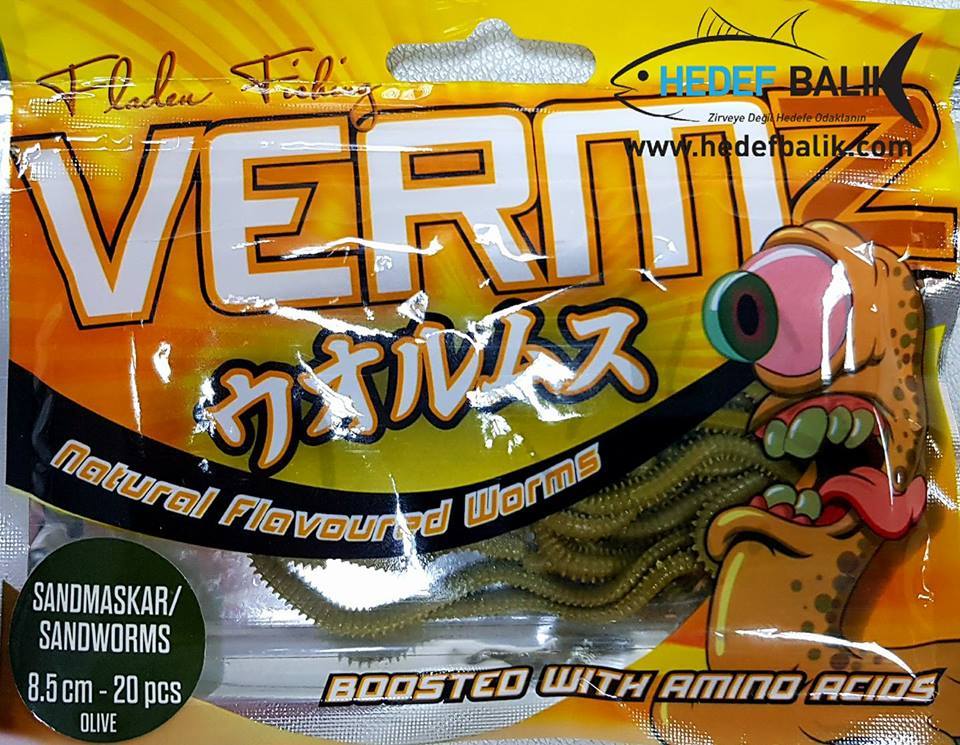 Fladen Fishing
HEDEF BALIK
Zirveye Değil Hedefe Odaklanın
www.hedefbalik.com
VERMZ
ウオルムス
Natural Flavoured Worms
SANDMASKAR/
SANDWORMS
8.5 cm - 20 pcs
OLIVE
BOOSTED WITH AMINO ACIDS